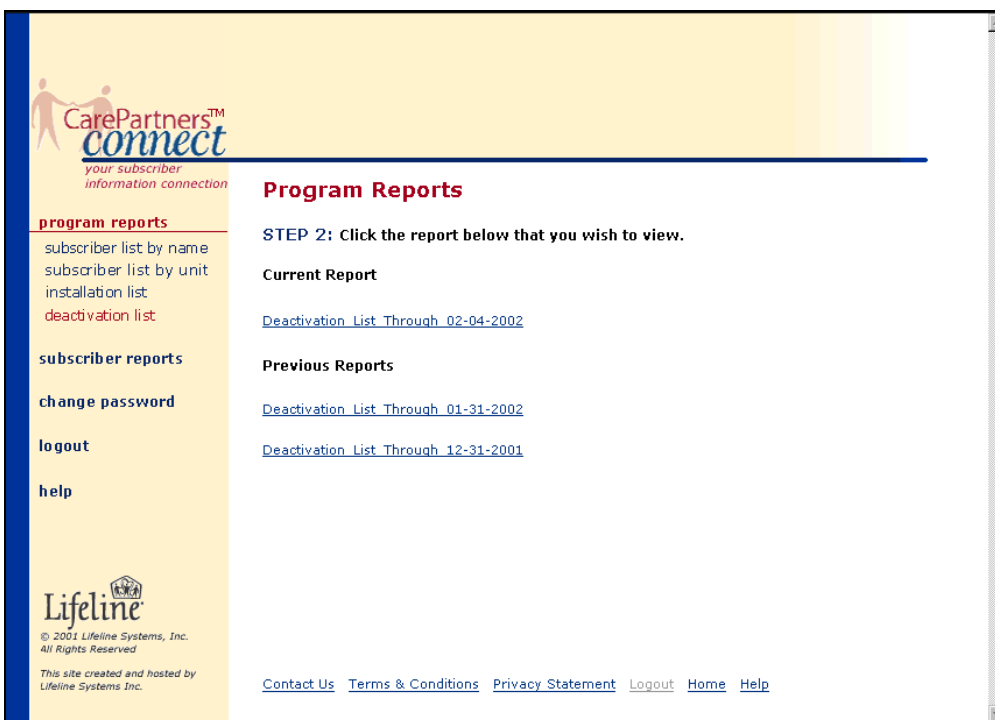 CarePartners™
connect
your subscriber
information connection
program reports
subscriber list by name
subscriber list by unit
installation list
deactivation list
subscriber reports
change password
logout
help
Lifeline
© 2001 Lifeline Systems, Inc.
All Rights Reserved
This site created and hosted by
Lifeline Systems Inc.
Program Reports
STEP 2: Click the report below that you wish to view.
Current Report
Deactivation List Through 02-04-2002
Previous Reports
Deactivation List Through 01-31-2002
Deactivation List Through 12-31-2001
Contact Us Terms & Conditions Privacy Statement Logout Home Help